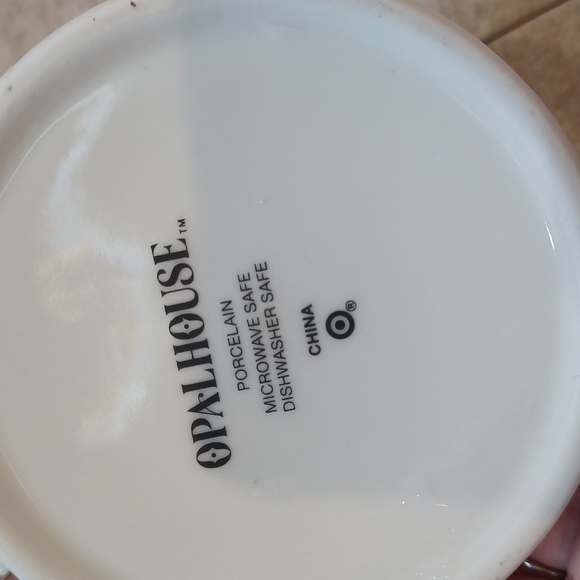 OPALHOUSE™
PORCELAIN
MICROWAVE SAFE
DISHWASHER SAFE
CHINA
®